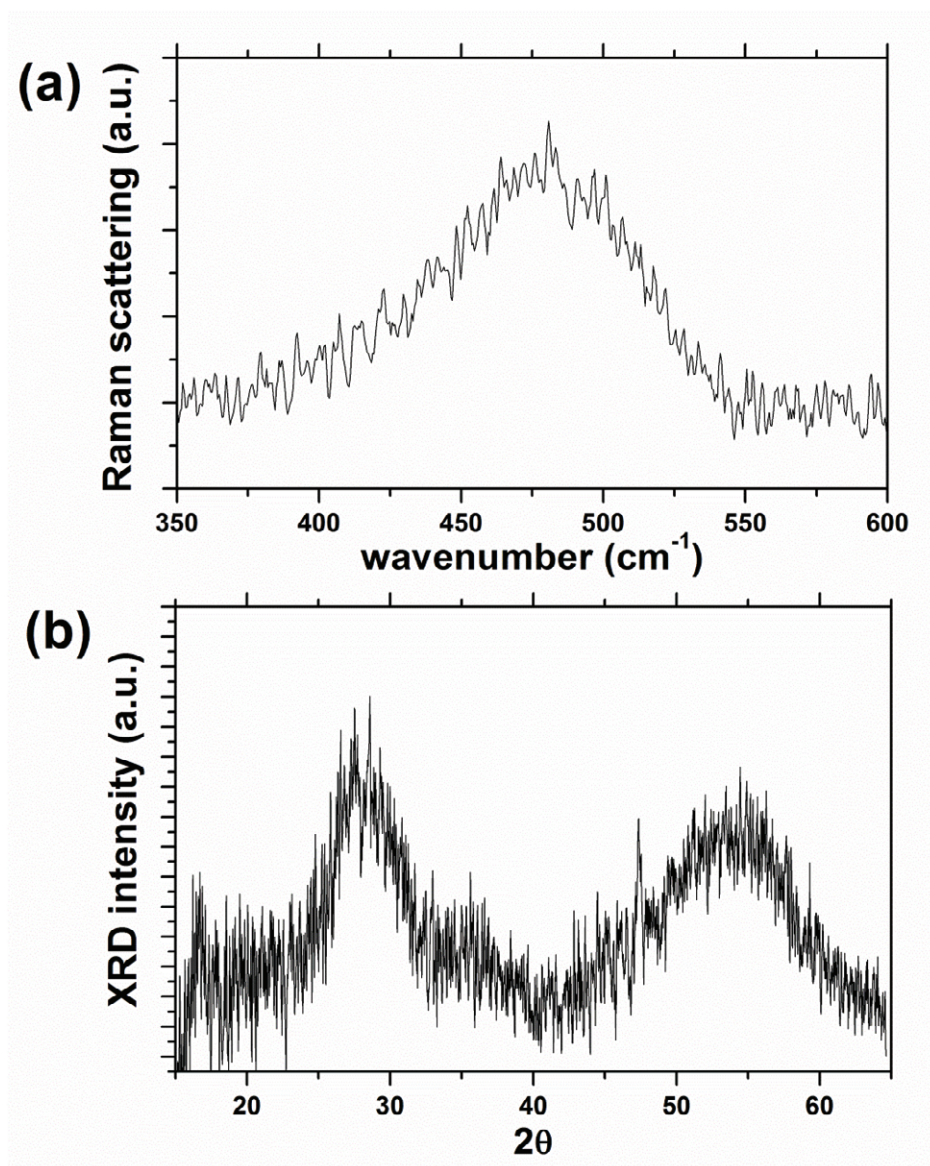 (a)
Raman scattering (a.u.)
350 400 450 500 550 600
wavenumber (cm⁻¹)
(b)
XRD intensity (a.u.)
20 30 40 50 60
2θ